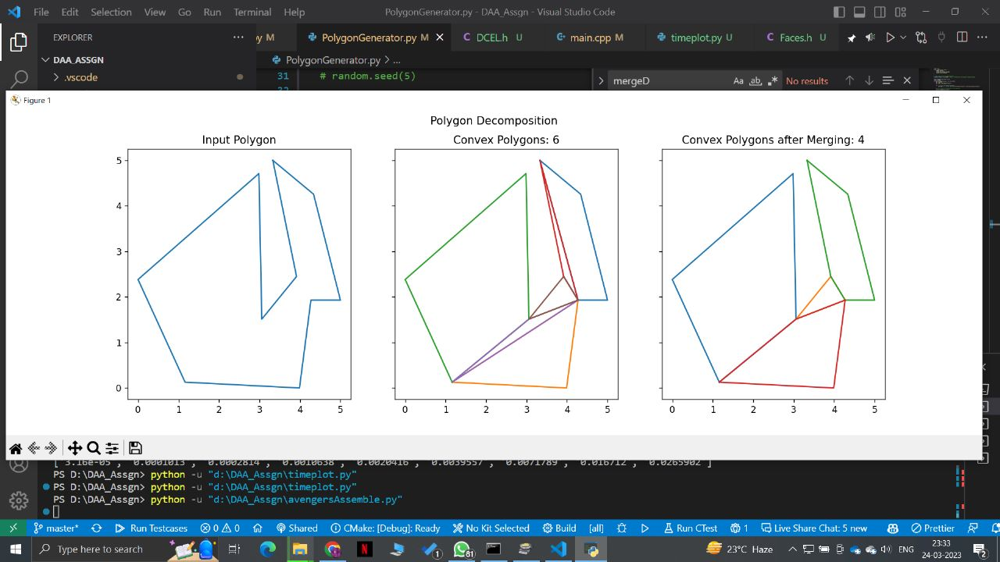 File Edit Selection View Go Run Terminal Help PolygonGenerator.py - DAA_Assgn - Visual Studio Code
EXPLORER ... y M PolygonGenerator.py M DCEL.h U main.cpp M timeplot.py U Faces.h U
DAA_ASSGN PolygonGenerator.py > ...
.vscode 31 # random.seed(5) mergeD Aa ab, No results
Figure 1
Polygon Decomposition
Input Polygon Convex Polygons: 6 Convex Polygons after Merging: 4
5
4
3
2
1
0
0 1 2 3 4 5 0 1 2 3 4 5 0 1 2 3 4 5
[ '3.16e-05', '0.0001013', '0.0002814', '0.0010638', '0.0020416', '0.0039557', '0.0071789', '0.016712', '0.0265902' ]
PS D:\DAA_Assgn> python -u "d:\DAA_Assgn\timeplot.py"
PS D:\DAA_Assgn> python -u "d:\DAA_Assgn\timeplot.py"
PS D:\DAA_Assgn> python -u "d:\DAA_Assgn\avengersAssemble.py"
master* Run Testcases 0 0 Shared CMake: [Debug]: Ready No Kit Selected Build [all] Run CTest 1 Live Share Chat: 5 new Prettier
Type here to search 81 23°C Haze ENG 23:33
24-03-2023 2